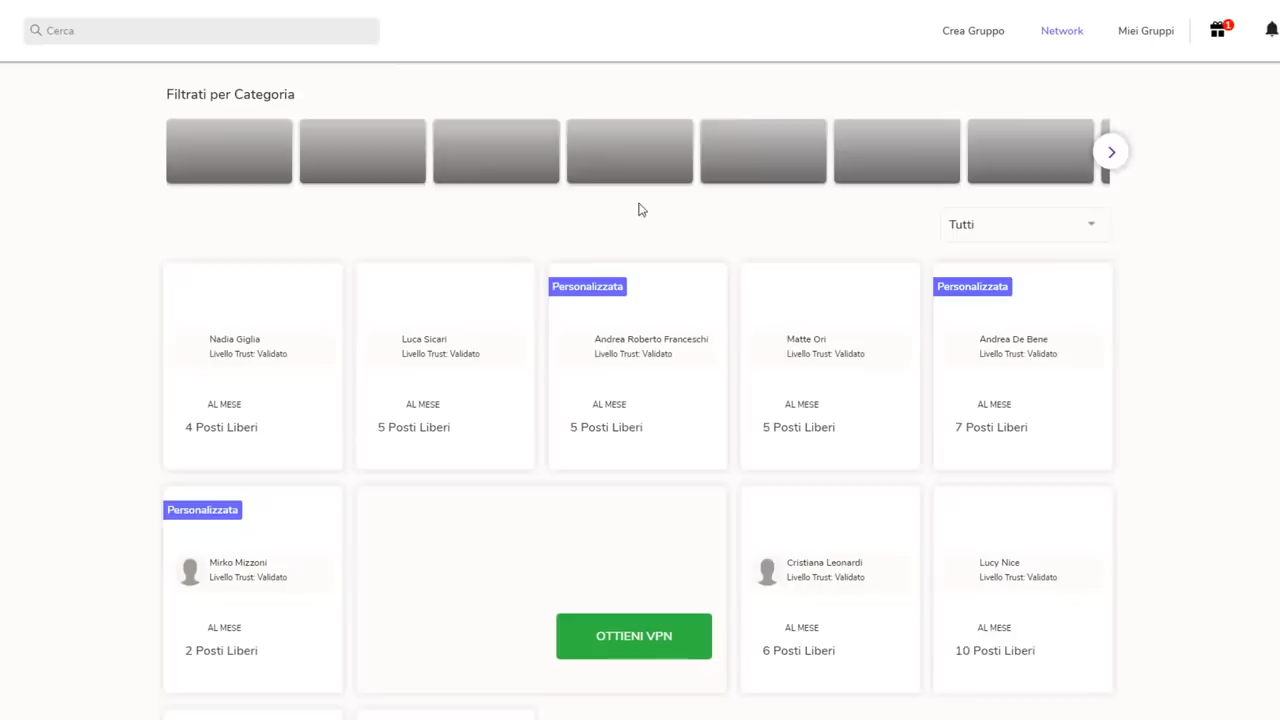 Cerca
Crea Gruppo
Network
Miei Gruppi
1
Filtrati per Categoria
Tutti
Nadia Giglia
Livello Trust: Validato
AL MESE
4 Posti Liberi
Luca Sicari
Livello Trust: Validato
AL MESE
5 Posti Liberi
Personalizzata
Andrea Roberto Franceschi
Livello Trust: Validato
AL MESE
5 Posti Liberi
Matte Ori
Livello Trust: Validato
AL MESE
5 Posti Liberi
Personalizzata
Andrea De Bene
Livello Trust: Validato
AL MESE
7 Posti Liberi
Personalizzata
Mirko Mizzoni
Livello Trust: Validato
AL MESE
2 Posti Liberi
OTTIENI VPN
Cristiana Leonardi
Livello Trust: Validato
AL MESE
6 Posti Liberi
Lucy Nice
Livello Trust: Validato
AL MESE
10 Posti Liberi